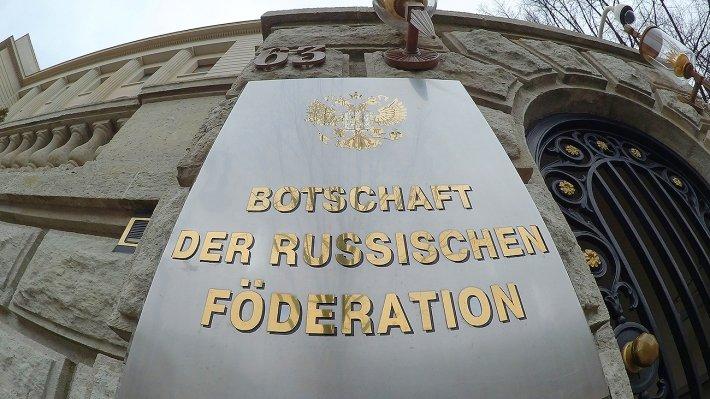 63
BOTSCHAFT
DER RUSSISCHEN
FÖDERATION